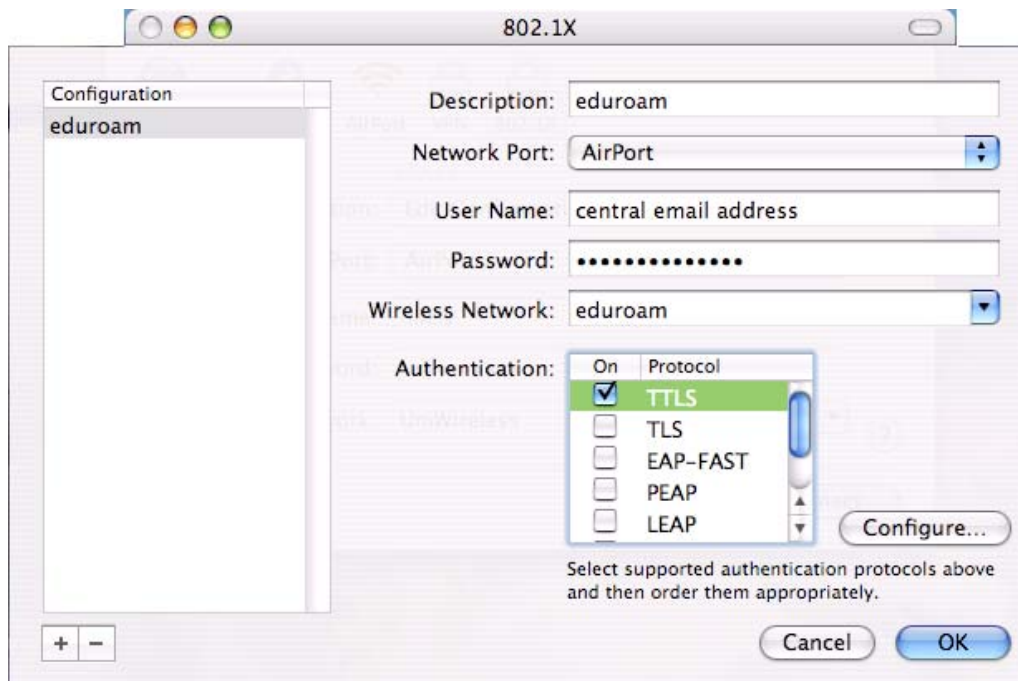 802.1X
Configuration
eduroam
Description: eduroam
Network Port: AirPort
User Name: central email address
Password: ••••••••••••••
Wireless Network: eduroam
Authentication:
On Protocol
TTLS
TLS
EAP-FAST
PEAP
LEAP
Configure...
Select supported authentication protocols above
and then order them appropriately.
+ −
Cancel OK